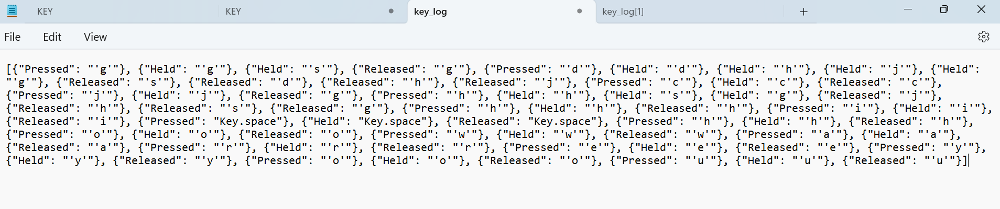 KEY
KEY
key_log
key_log[1]
File
Edit
View
[{"Pressed": "'g'"}, {"Held": "'g'"}, {"Held": "'s'"}, {"Released": "'g'"}, {"Pressed": "'d'"}, {"Held": "'d'"}, {"Held": "'h'"}, {"Held": "'j'"}, {"Held":
"'g'"}, {"Released": "'s'"}, {"Released": "'d'"}, {"Released": "'h'"}, {"Released": "'j'"}, {"Pressed": "'c'"}, {"Held": "'c'"}, {"Released": "'c'"},
{"Pressed": "'j'"}, {"Held": "'j'"}, {"Released": "'g'"}, {"Pressed": "'h'"}, {"Held": "'h'"}, {"Held": "'s'"}, {"Held": "'g'"}, {"Released": "'j'"},
{"Released": "'h'"}, {"Released": "'s'"}, {"Released": "'g'"}, {"Pressed": "'h'"}, {"Held": "'h'"}, {"Released": "'h'"}, {"Pressed": "'i'"}, {"Held": "'i'"},
{"Released": "'i'"}, {"Pressed": "Key.space"}, {"Held": "Key.space"}, {"Released": "Key.space"}, {"Pressed": "'h'"}, {"Held": "'h'"}, {"Released": "'h'"},
{"Pressed": "'o'"}, {"Held": "'o'"}, {"Released": "'o'"}, {"Pressed": "'w'"}, {"Held": "'w'"}, {"Released": "'w'"}, {"Pressed": "'a'"}, {"Held": "'a'"},
{"Released": "'a'"}, {"Pressed": "'r'"}, {"Held": "'r'"}, {"Released": "'r'"}, {"Pressed": "'e'"}, {"Held": "'e'"}, {"Released": "'e'"}, {"Pressed": "'y'"},
{"Held": "'y'"}, {"Released": "'y'"}, {"Pressed": "'o'"}, {"Held": "'o'"}, {"Released": "'o'"}, {"Pressed": "'u'"}, {"Held": "'u'"}, {"Released": "'u'"}]